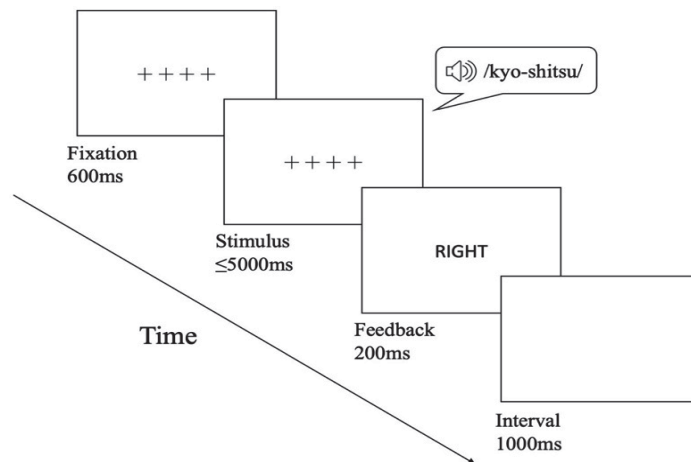 ++++
/kyo-shitsu/
++++
Fixation
600ms
Stimulus
≤5000ms
RIGHT
Feedback
200ms
Time
Interval
1000ms